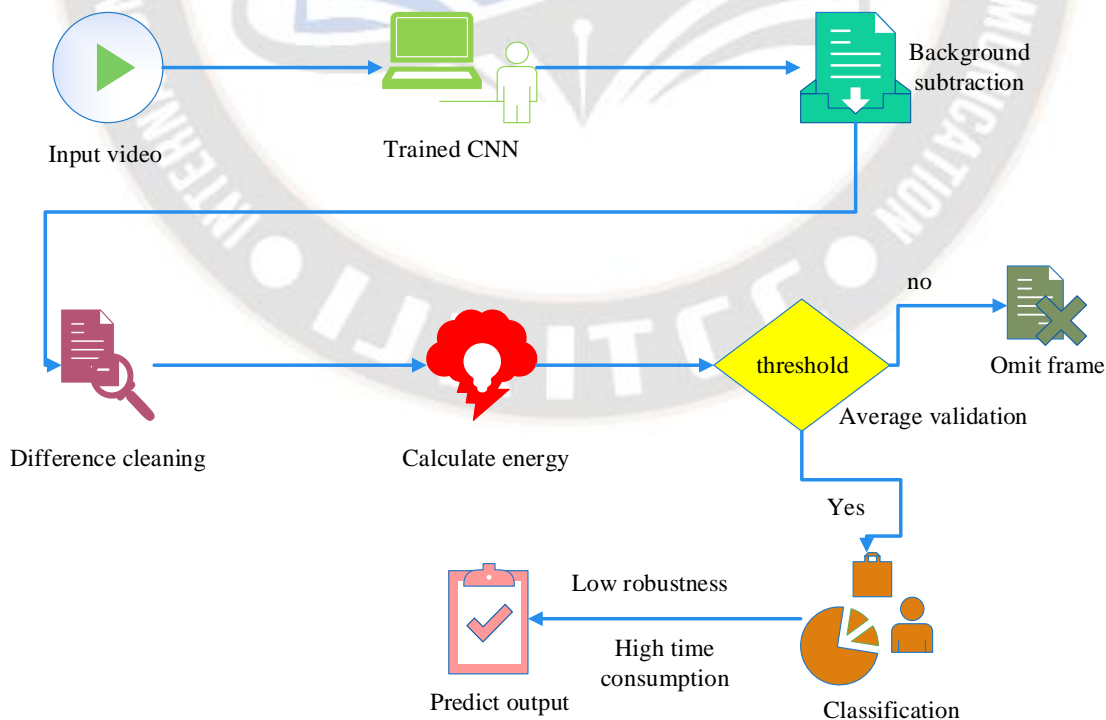 Background
subtraction
Input video
Trained CNN
no
threshold
Omit frame
Average validation
Difference cleaning
Calculate energy
Yes
Low robustness
High time
consumption
Predict output
Classification